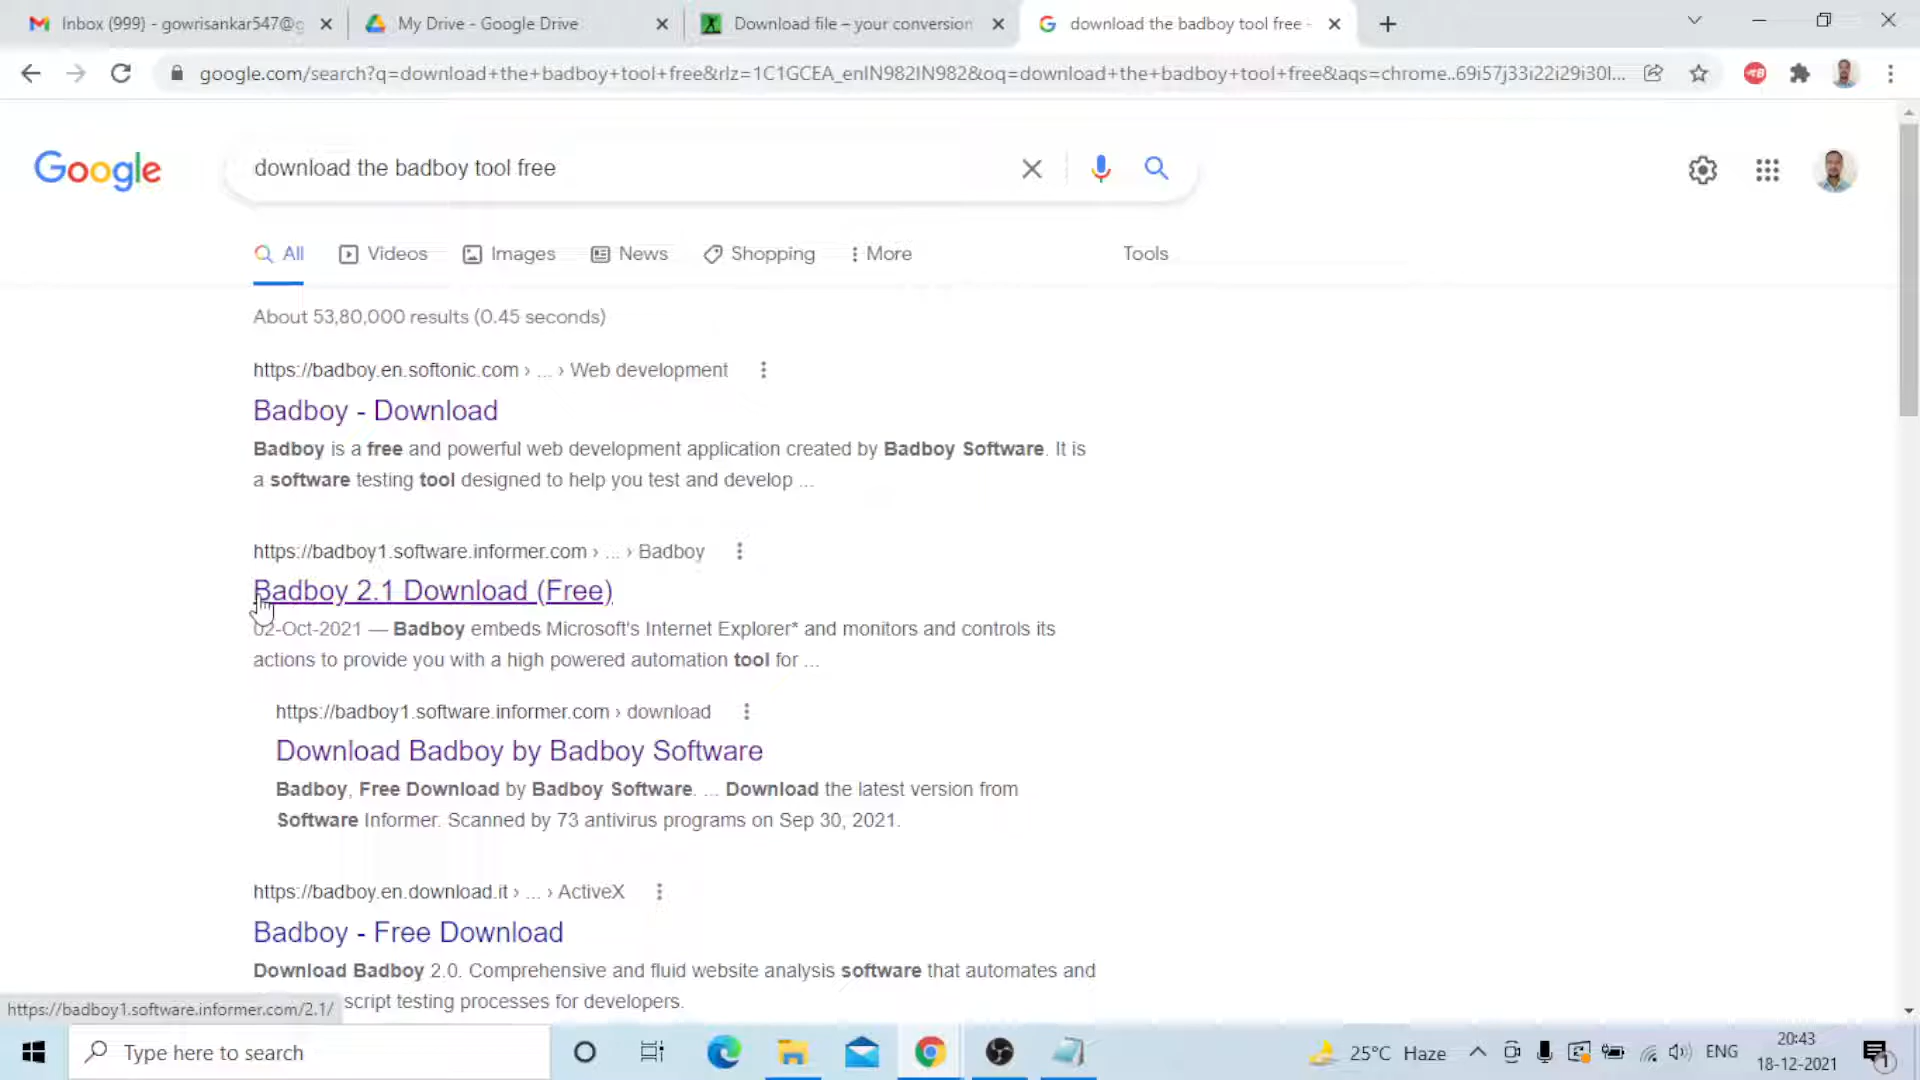 Inbox (999) - gowrisankar547@g
My Drive - Google Drive
Download file – your conversion
download the badboy tool free -
google.com/search?q=download+the+badboy+tool+free&rlz=1C1GCEA_enIN982IN982&oq=download+the+badboy+tool+free&aqs=chrome..69i57j33i22i29i30l...
Google
download the badboy tool free
All
Videos
Images
News
Shopping
More
Tools
About 53,80,000 results (0.45 seconds)
https://badboy.en.softonic.com › ... › Web development
Badboy - Download
Badboy is a free and powerful web development application created by Badboy Software. It is
a software testing tool designed to help you test and develop ...
https://badboy1.software.informer.com › ... › Badboy
Badboy 2.1 Download (Free)
02-Oct-2021 — Badboy embeds Microsoft's Internet Explorer* and monitors and controls its
actions to provide you with a high powered automation tool for ...
https://badboy1.software.informer.com › download
Download Badboy by Badboy Software
Badboy, Free Download by Badboy Software. ... Download the latest version from
Software Informer. Scanned by 73 antivirus programs on Sep 30, 2021.
https://badboy.en.download.it › ... › ActiveX
Badboy - Free Download
Download Badboy 2.0. Comprehensive and fluid website analysis software that automates and
script testing processes for developers.
https://badboy1.software.informer.com/2.1/
Type here to search
25°C Haze
ENG
20:43
18-12-2021
1